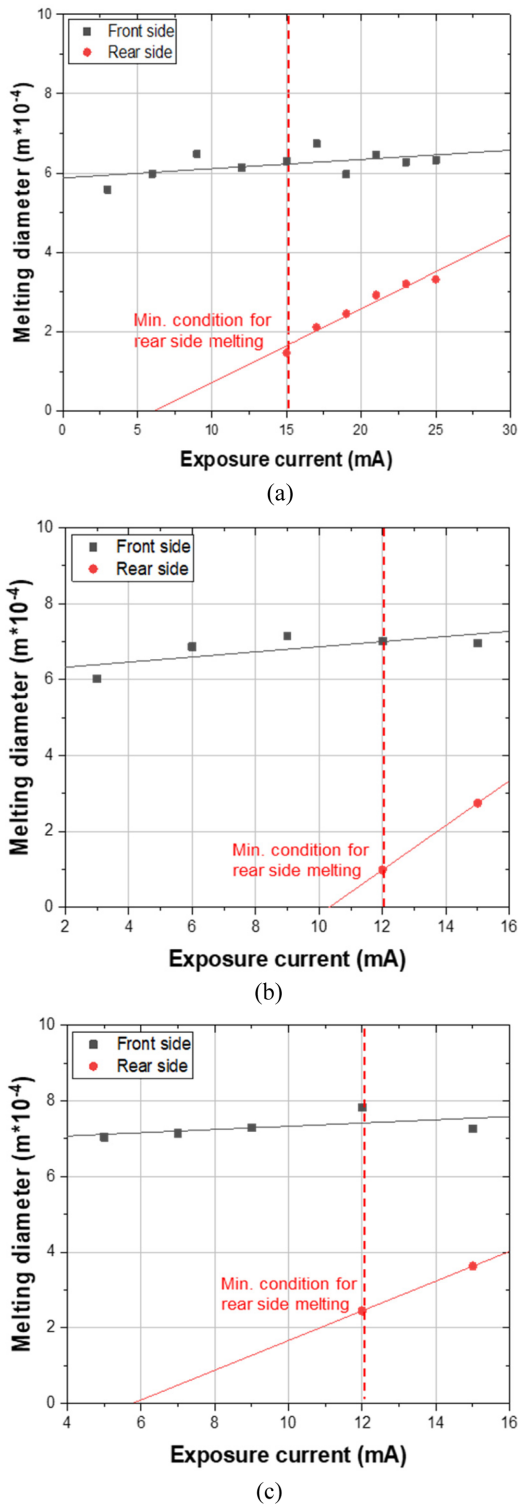 10
8
6
4
2
0
Melting diameter (m*10-4)
Front side
Rear side
Min. condition for
rear side melting
0 5 10 15 20 25 30
Exposure current (mA)
(a)
10
8
6
4
2
0
Melting diameter (m*10-4)
Front side
Rear side
Min. condition for
rear side melting
2 4 6 8 10 12 14 16
Exposure current (mA)
(b)
10
8
6
4
2
0
Melting diameter (m*10-4)
Front side
Rear side
Min. condition for
rear side melting
4 6 8 10 12 14 16
Exposure current (mA)
(c)